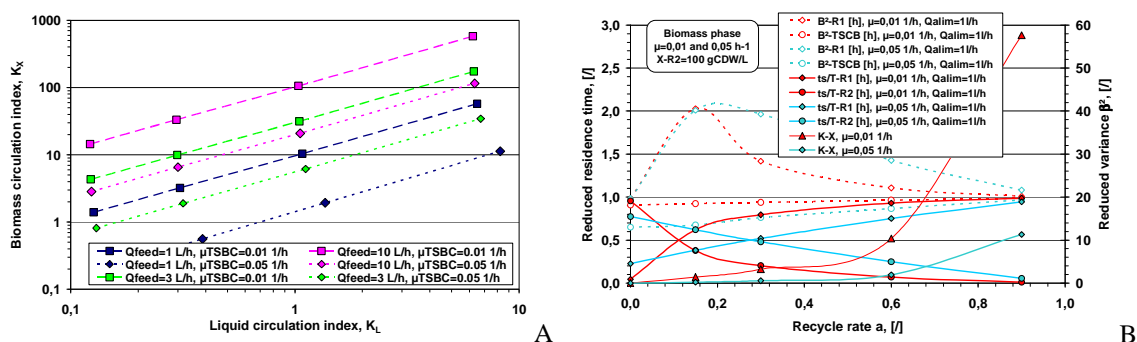 1000
100
10
1
0,1
0,1
1
10
Biomass circulation index, K_X
Liquid circulation index, K_L
Qfeed=1 L/h, µTSBC=0.01 1/h
Qfeed=10 L/h, µTSBC=0.01 1/h
Qfeed=1 L/h, µTSBC=0.05 1/h
Qfeed=10 L/h, µTSBC=0.05 1/h
Qfeed=3 L/h, µTSBC=0.01 1/h
Qfeed=3 L/h, µTSBC=0.05 1/h
A
3,0
2,5
2,0
1,5
1,0
0,5
0,0
Reduced residence time, [/]
Biomass phase
µ=0,01 and 0,05 h-1
X-R2=100 gCDW/L
B²-R1 [h], µ=0,01 1/h, Qalim=1l/h
B²-TSCB [h], µ=0,01 1/h, Qalim=1l/h
B²-R1 [h], µ=0,05 1/h, Qalim=1l/h
B²-TSCB [h], µ=0,05 1/h, Qalim=1l/h
ts/T-R1 [h], µ=0,01 1/h, Qalim=1l/h
ts/T-R2 [h], µ=0,01 1/h, Qalim=1l/h
ts/T-R1 [h], µ=0,05 1/h, Qalim=1l/h
ts/T-R2 [h], µ=0,05 1/h, Qalim=1l/h
K-X, µ=0,01 1/h
K-X, µ=0,05 1/h
60
50
40
30
20
10
0
Reduced variance β², [/]
0,0
0,2
0,4
0,6
0,8
1,0
Recycle rate a, [/]
B